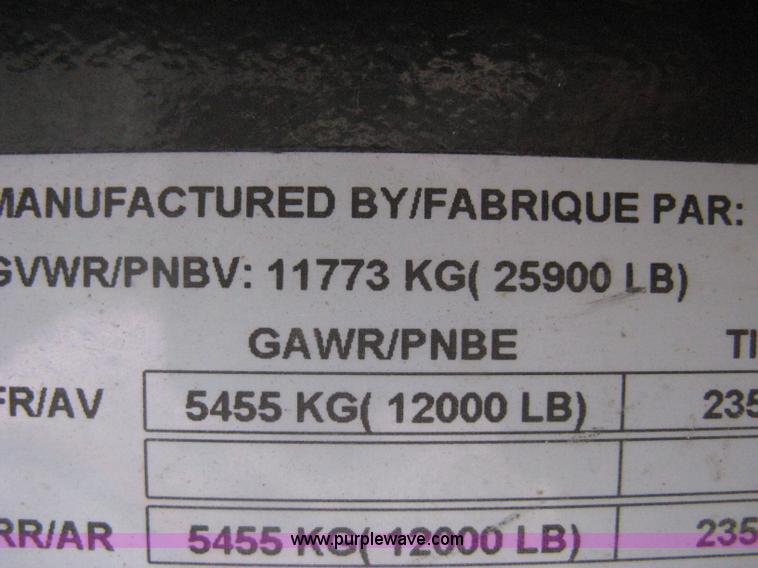 MANUFACTURED BY/FABRIQUE PAR:
GVWR/PNBV: 11773 KG( 25900 LB)
GAWR/PNBE TI
FR/AV 5455 KG( 12000 LB) 235
RR/AR 5455 KG( 12000 LB) 235
www.purplewave.com